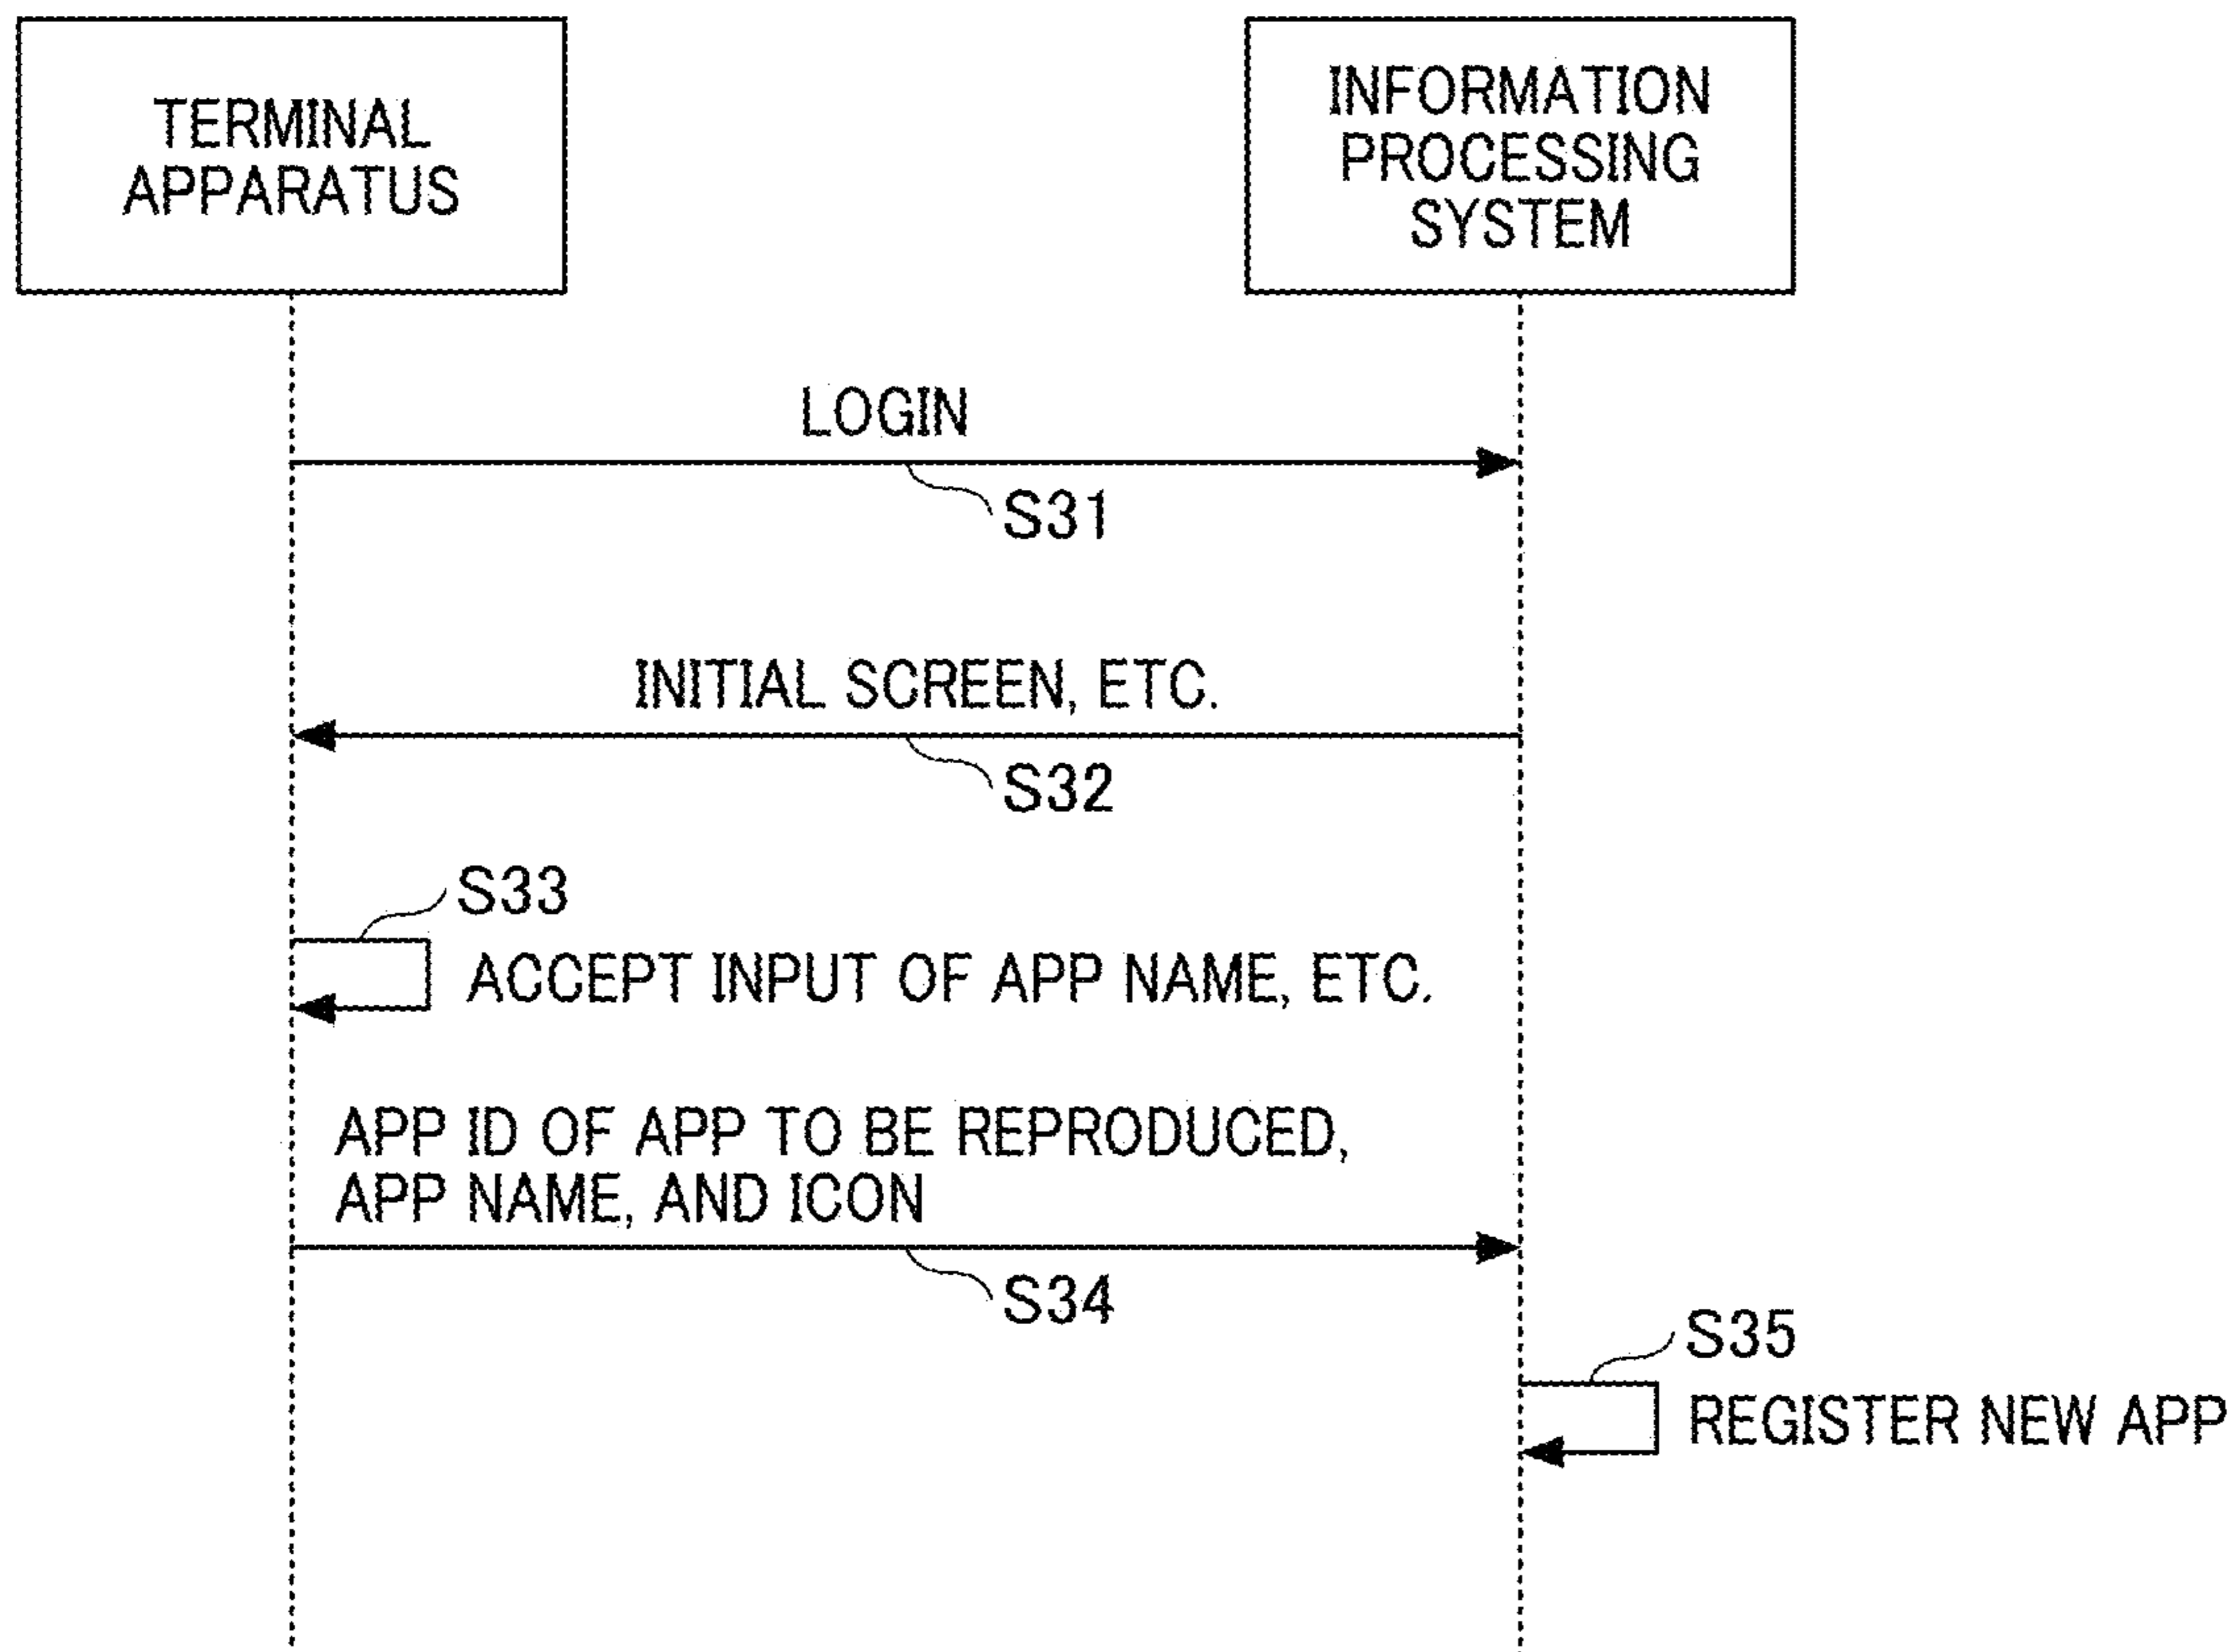 TERMINAL
APPARATUS
INFORMATION
PROCESSING
SYSTEM
LOGIN
S31
INITIAL SCREEN, ETC.
S32
S33
ACCEPT INPUT OF APP NAME, ETC.
APP ID OF APP TO BE REPRODUCED,
APP NAME, AND ICON
S34
S35
REGISTER NEW APP